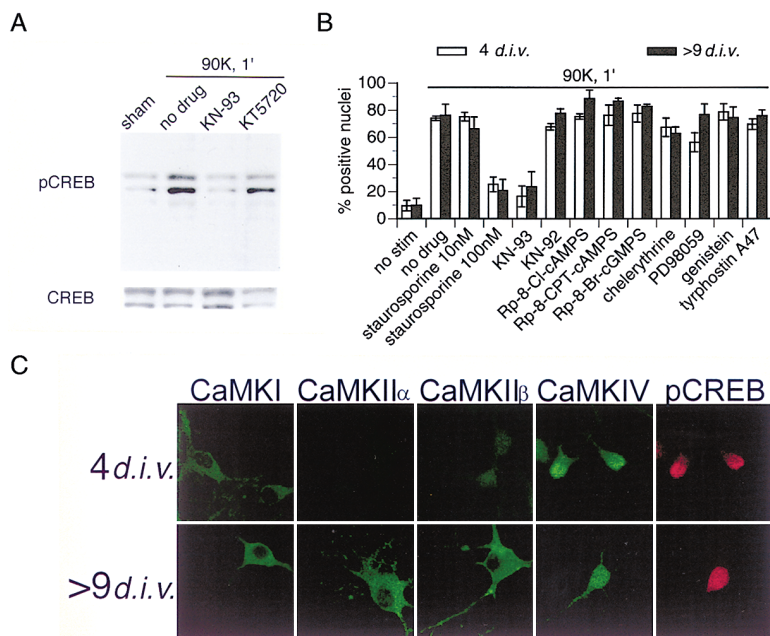 A
90K, 1'
sham
no drug
KN-93
KT5720
pCREB
CREB
B
4 d.i.v.
>9 d.i.v.
90K, 1'
% positive nuclei
100
80
60
40
20
0
no stim
no drug
staurosporine 10nM
staurosporine 100nM
KN-93
KN-92
Rp-8-Cl-cAMPS
Rp-8-CPT-cAMPS
Rp-8-Br-cGMPS
chelerythrine
PD98059
genistein
tyrphostin A47
C
CaMKI CaMKIIα CaMKIIβ CaMKIV pCREB
4 d.i.v.
>9 d.i.v.